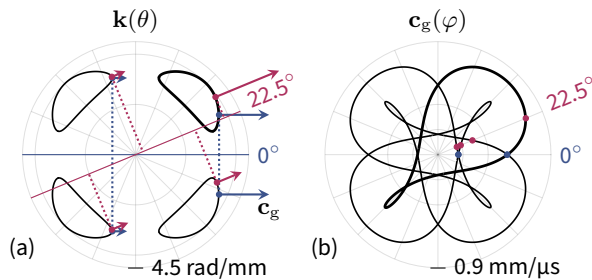 k(θ)
c_g(φ)
22.5°
0°
c_g
(a)
4.5 rad/mm
22.5°
0°
(b)
0.9 mm/µs